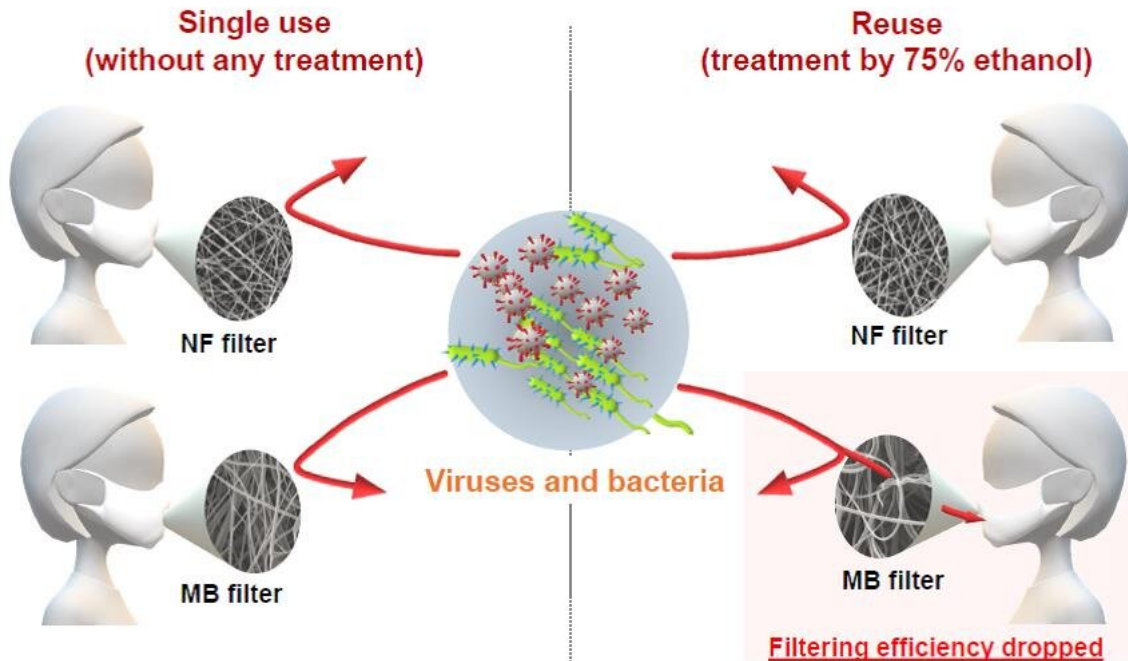 Single use
(without any treatment)
Reuse
(treatment by 75% ethanol)
NF filter
NF filter
Viruses and bacteria
MB filter
MB filter
Filtering efficiency dropped